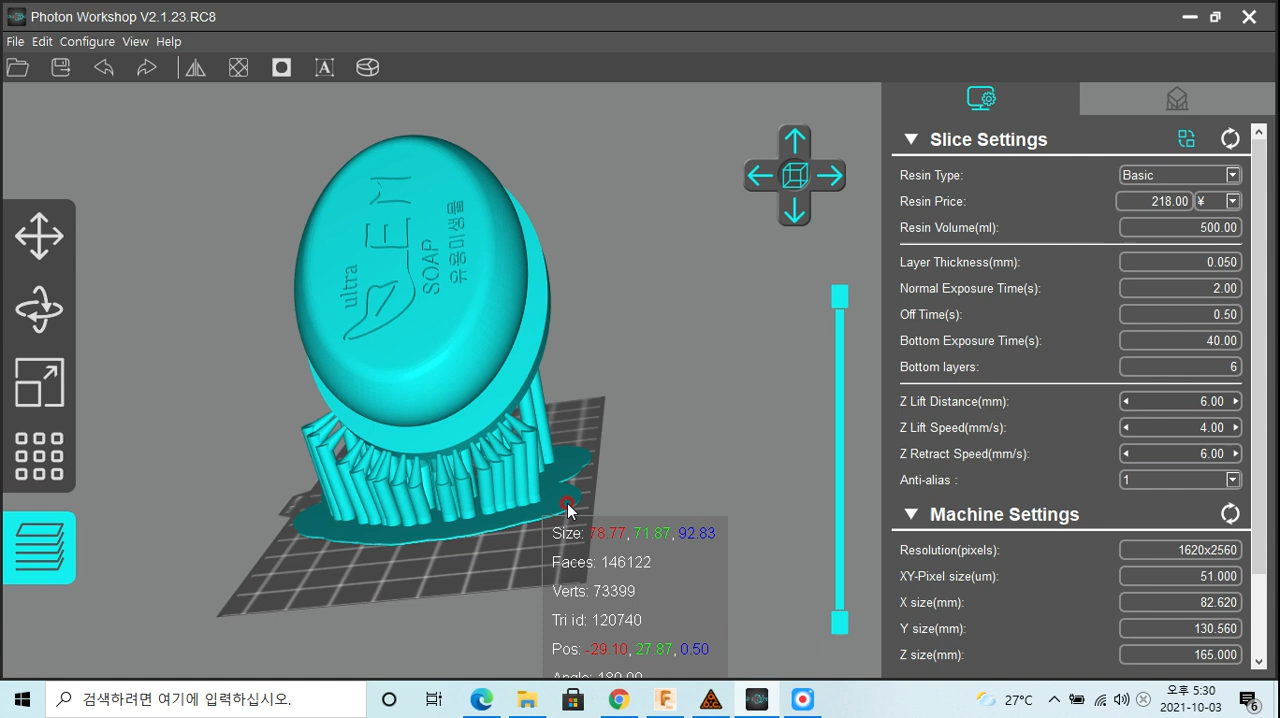 Photon Workshop V2.1.23.RC8
File Edit Configure View Help
ultra
EM
SOAP
유용미생물
Size: 78.77, 71.87, 92.83
Faces: 146122
Verts: 73399
Tri id: 120740
Pos: -29.10, 27.87, 0.50
Angle: 180.00
Slice Settings
Resin Type: Basic
Resin Price: 218.00 ¥
Resin Volume(ml): 500.00
Layer Thickness(mm): 0.050
Normal Exposure Time(s): 2.00
Off Time(s): 0.50
Bottom Exposure Time(s): 40.00
Bottom layers: 6
Z Lift Distance(mm): 6.00
Z Lift Speed(mm/s): 4.00
Z Retract Speed(mm/s): 6.00
Anti-alias : 1
Machine Settings
Resolution(pixels): 1620x2560
XY-Pixel size(um): 51.000
X size(mm): 82.620
Y size(mm): 130.560
Z size(mm): 165.000
검색하려면 여기에 입력하십시오.
27°C
오후 5:30
2021-10-03
6